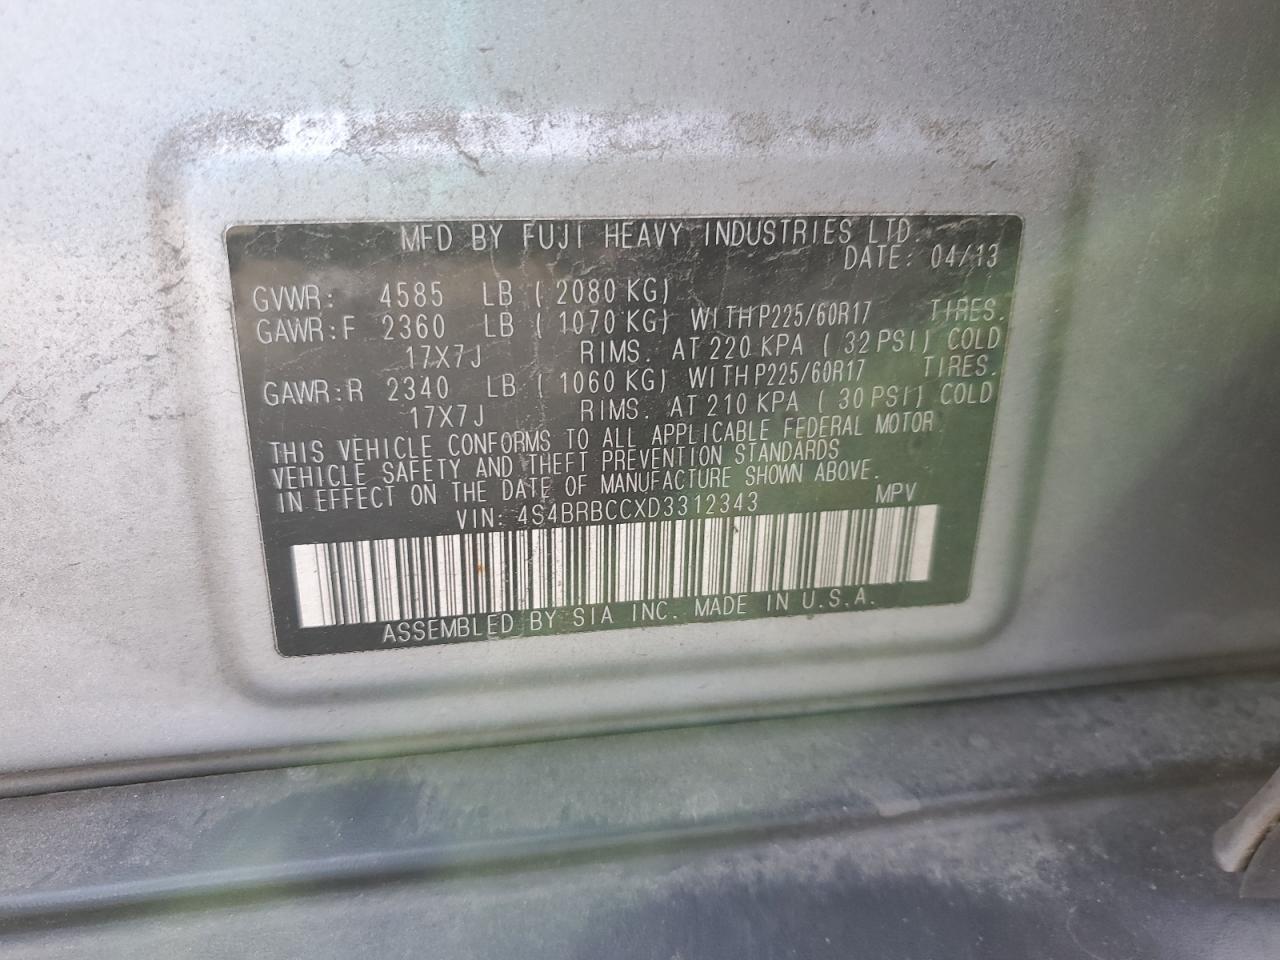 MFD BY FUJI HEAVY INDUSTRIES LTD.
DATE: 04/13
GVWR: 4585 LB ( 2080 KG)
GAWR:F 2360 LB ( 1070 KG) WITH P225/60R17 TIRES.
17X7J RIMS. AT 220 KPA ( 32 PSI) COLD
GAWR:R 2340 LB ( 1060 KG) WITH P225/60R17 TIRES.
17X7J RIMS. AT 210 KPA ( 30 PSI) COLD
THIS VEHICLE CONFORMS TO ALL APPLICABLE FEDERAL MOTOR
VEHICLE SAFETY AND THEFT PREVENTION STANDARDS
IN EFFECT ON THE DATE OF MANUFACTURE SHOWN ABOVE.
VIN: 4S4BRBCCXD3312343 MPV
ASSEMBLED BY SIA INC. MADE IN U.S.A.